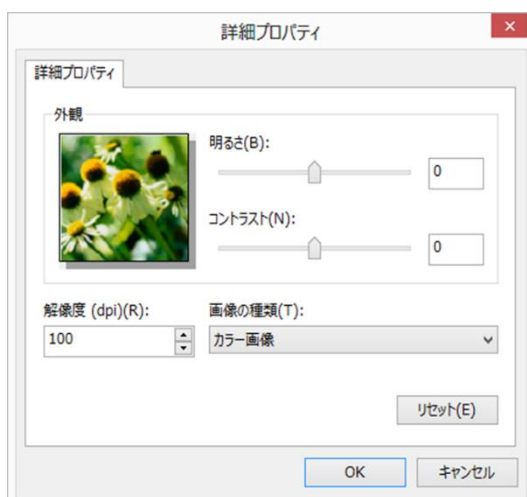 詳細プロパティ
詳細プロパティ
外観
明るさ(B):
0
コントラスト(N):
0
解像度 (dpi)(R):
画像の種類(T):
100
カラー画像
リセット(E)
OK
キャンセル